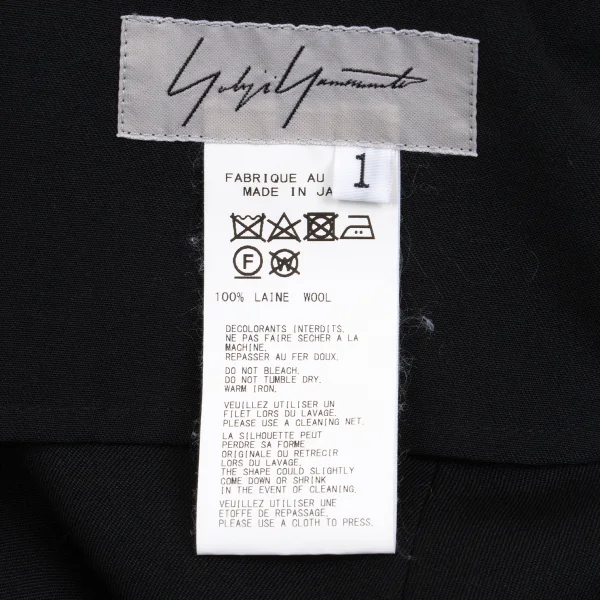 Yohji Yamamoto
FABRIQUE AU
1
MADE IN JA
F W
100% LAINE WOOL
DECOLORANTS INTERDITS.
NE PAS FAIRE SECHER A LA
MACHINE.
REPASSER AU FER DOUX.
DO NOT BLEACH.
DO NOT TUMBLE DRY.
WARM IRON.
VEUILLEZ UTILISER UN
FILET LORS DU LAVAGE.
PLEASE USE A CLEANING NET.
LA SILHOUETTE PEUT
PERDRE SA FORME
ORIGINALE OU RETRECIR
LORS DU LAVAGE.
THE SHAPE COULD SLIGHTLY
COME DOWN OR SHRINK
IN THE EVENT OF CLEANING.
VEUILLEZ UTILISER UNE
ETOFFE DE REPASSAGE.
PLEASE USE A CLOTH TO PRESS.